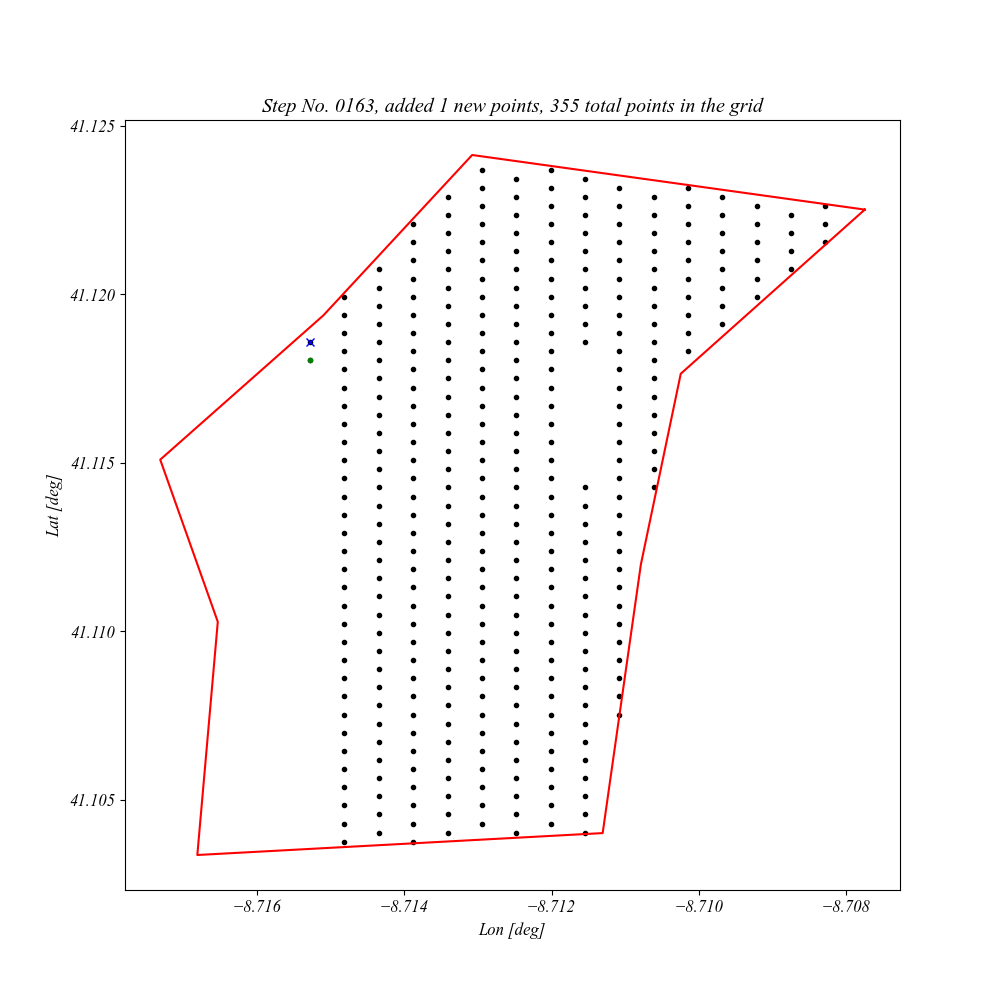 Step No. 0163, added 1 new points, 355 total points in the grid
41.125
41.120
41.115
41.110
41.105
Lat [deg]
−8.716 −8.714 −8.712 −8.710 −8.708
Lon [deg]